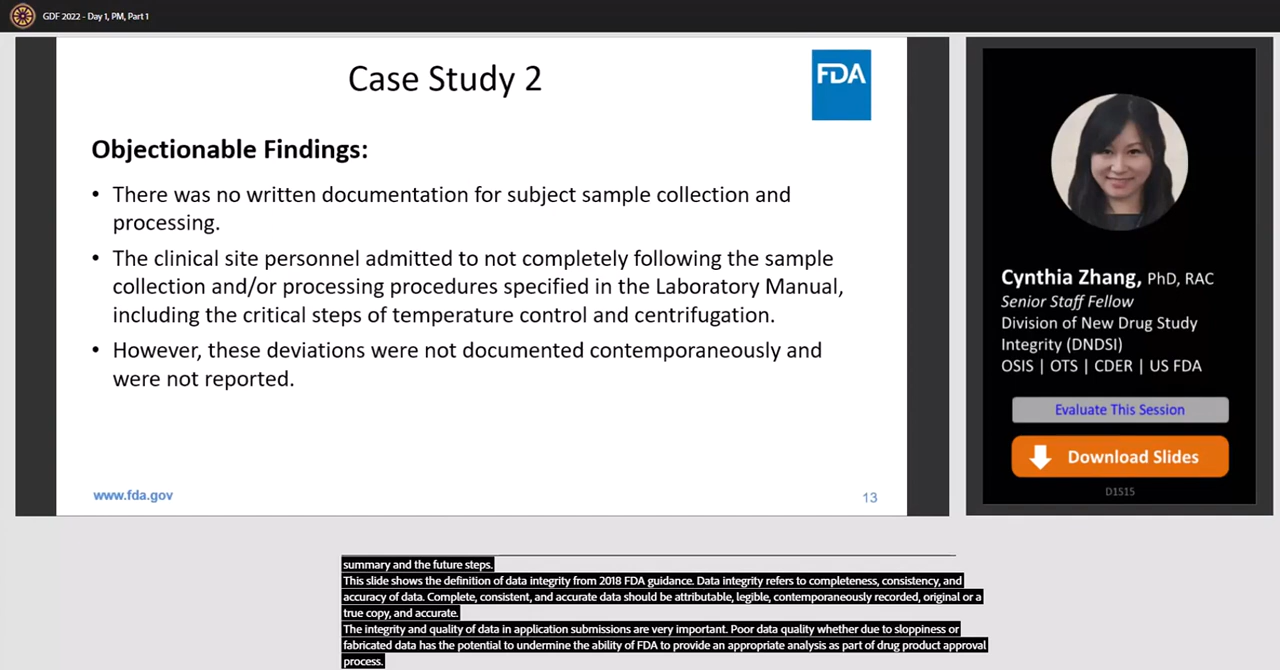 GDF 2022 - Day 1, PM, Part 1
Case Study 2
FDA
Objectionable Findings:
• There was no written documentation for subject sample collection and
processing.
• The clinical site personnel admitted to not completely following the sample
collection and/or processing procedures specified in the Laboratory Manual,
including the critical steps of temperature control and centrifugation.
• However, these deviations were not documented contemporaneously and
were not reported.
www.fda.gov
13
Cynthia Zhang, PhD, RAC
Senior Staff Fellow
Division of New Drug Study
Integrity (DNDSI)
OSIS | OTS | CDER | US FDA
Evaluate This Session
Download Slides
D1S15
summary and the future steps.
This slide shows the definition of data integrity from 2018 FDA guidance. Data integrity refers to completeness, consistency, and
accuracy of data. Complete, consistent, and accurate data should be attributable, legible, contemporaneously recorded, original or a
true copy, and accurate.
The integrity and quality of data in application submissions are very important. Poor data quality whether due to sloppiness or
fabricated data has the potential to undermine the ability of FDA to provide an appropriate analysis as part of drug product approval
process.